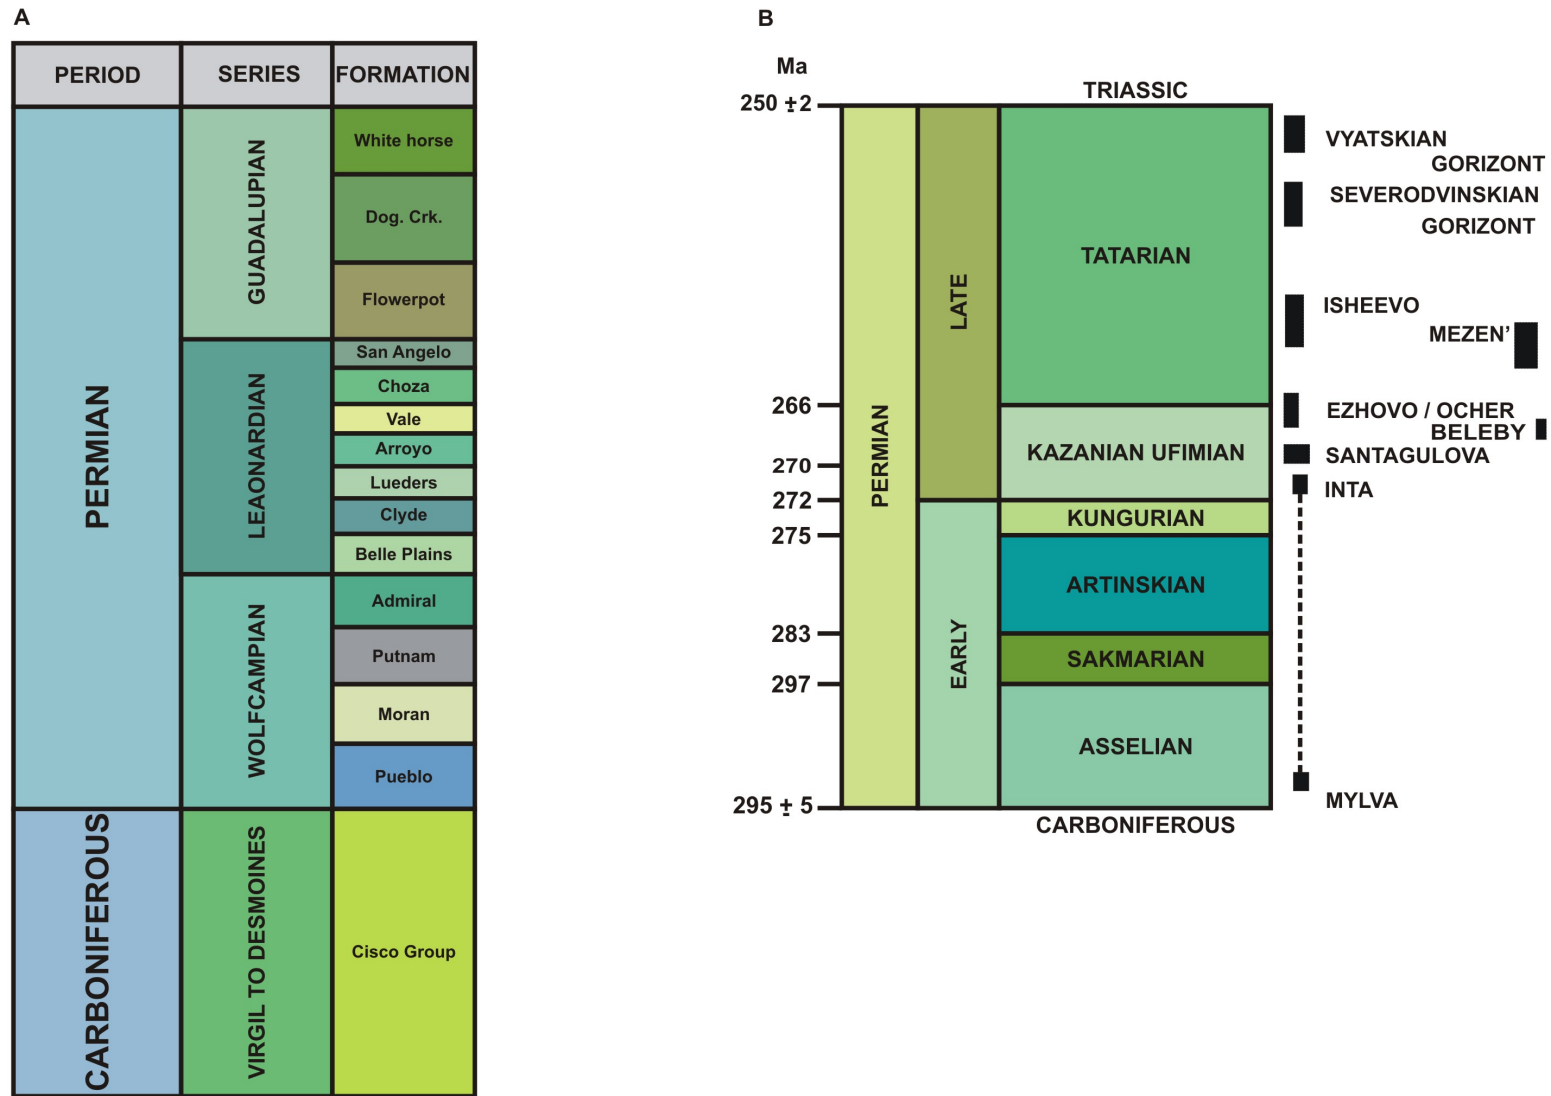 A
PERIOD
SERIES
FORMATION
PERMIAN
GUADALUPIAN
White horse
Dog. Crk.
Flowerpot
LEAONARDIAN
San Angelo
Choza
Vale
Arroyo
Lueders
Clyde
Belle Plains
WOLFCAMPIAN
Admiral
Putnam
Moran
Pueblo
CARBONIFEROUS
VIRGIL TO DESMOINES
Cisco Group
B
Ma
TRIASSIC
250 ±2
266
270
272
275
283
297
295 ± 5
PERMIAN
LATE
EARLY
TATARIAN
KAZANIAN UFIMIAN
KUNGURIAN
ARTINSKIAN
SAKMARIAN
ASSELIAN
CARBONIFEROUS
VYATSKIAN
GORIZONT
SEVERODVINSKIAN
GORIZONT
ISHEEVO
MEZEN’
EZHOVO / OCHER
BELEBY
SANTAGULOVA
INTA
MYLVA